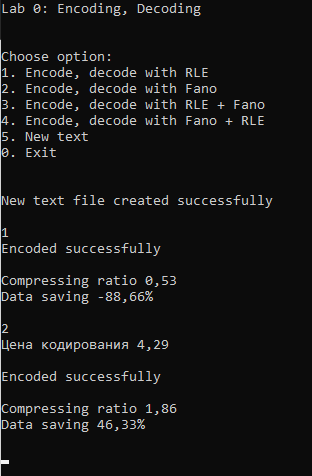 Lab 0: Encoding, Decoding
Choose option:
1. Encode, decode with RLE
2. Encode, decode with Fano
3. Encode, decode with RLE + Fano
4. Encode, decode with Fano + RLE
5. New text
0. Exit
New text file created successfully
1
Encoded successfully
Compressing ratio 0,53
Data saving -88,66%
2
Цена кодирования 4,29
Encoded successfully
Compressing ratio 1,86
Data saving 46,33%